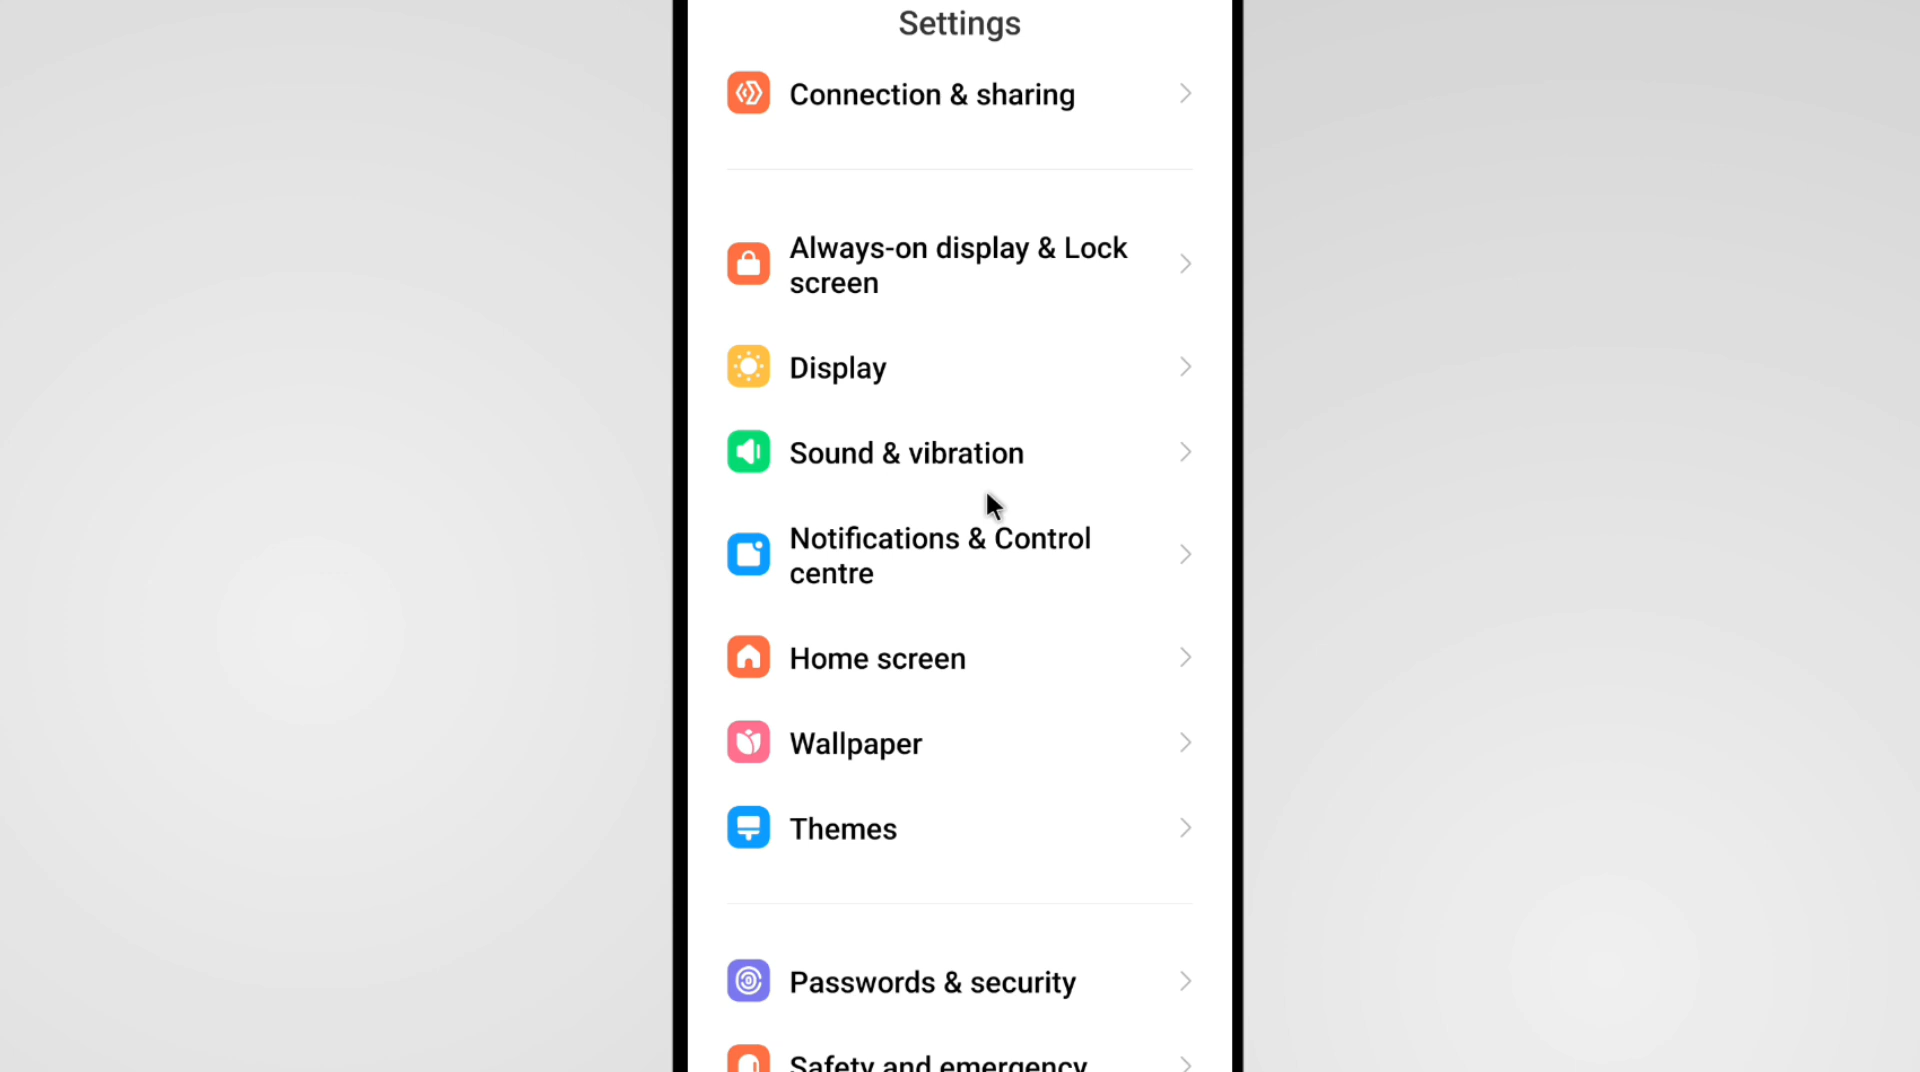 Settings
Connection & sharing
Always-on display & Lock
screen
Display
Sound & vibration
Notifications & Control
centre
Home screen
Wallpaper
Themes
Passwords & security
Safety and emergency